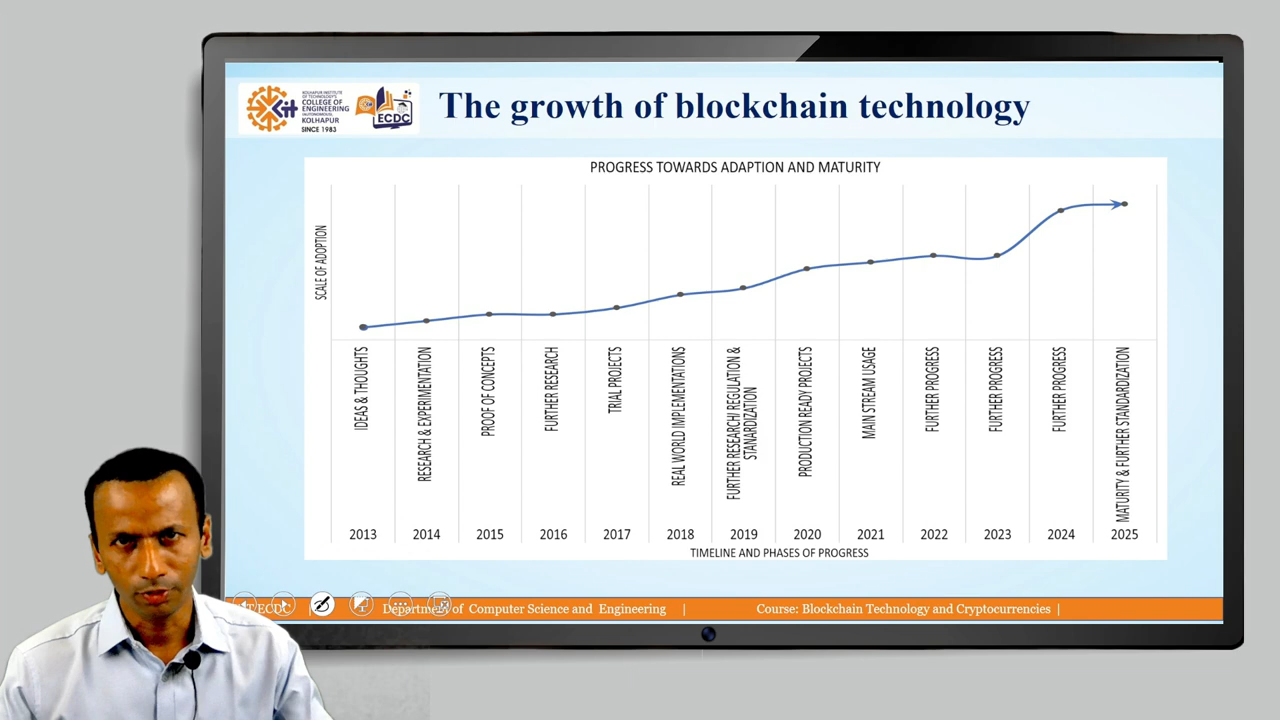 KOLHAPUR INSTITUTE
OF TECHNOLOGY'S
COLLEGE OF
ENGINEERING
(AUTONOMOUS),
KOLHAPUR
SINCE 1983
ECDC
The growth of blockchain technology
PROGRESS TOWARDS ADAPTION AND MATURITY
SCALE OF ADOPTION
IDEAS & THOUGHTS
RESEARCH & EXPERIMENTATION
PROOF OF CONCEPTS
FURTHER RESEARCH
TRIAL PROJECTS
REAL WORLD IMPLEMENTATIONS
FURTHER RESEARCH/ REGULATION &
STANARDIZATION
PRODUCTION READY PROJECTS
MAIN STREAM USAGE
FURTHER PROGRESS
FURTHER PROGRESS
FURTHER PROGRESS
MATURITY & FURTHER STANDARDIZATION
2013 2014 2015 2016 2017 2018 2019 2020 2021 2022 2023 2024 2025
TIMELINE AND PHASES OF PROGRESS
Department of Computer Science and Engineering | Course: Blockchain Technology and Cryptocurrencies |